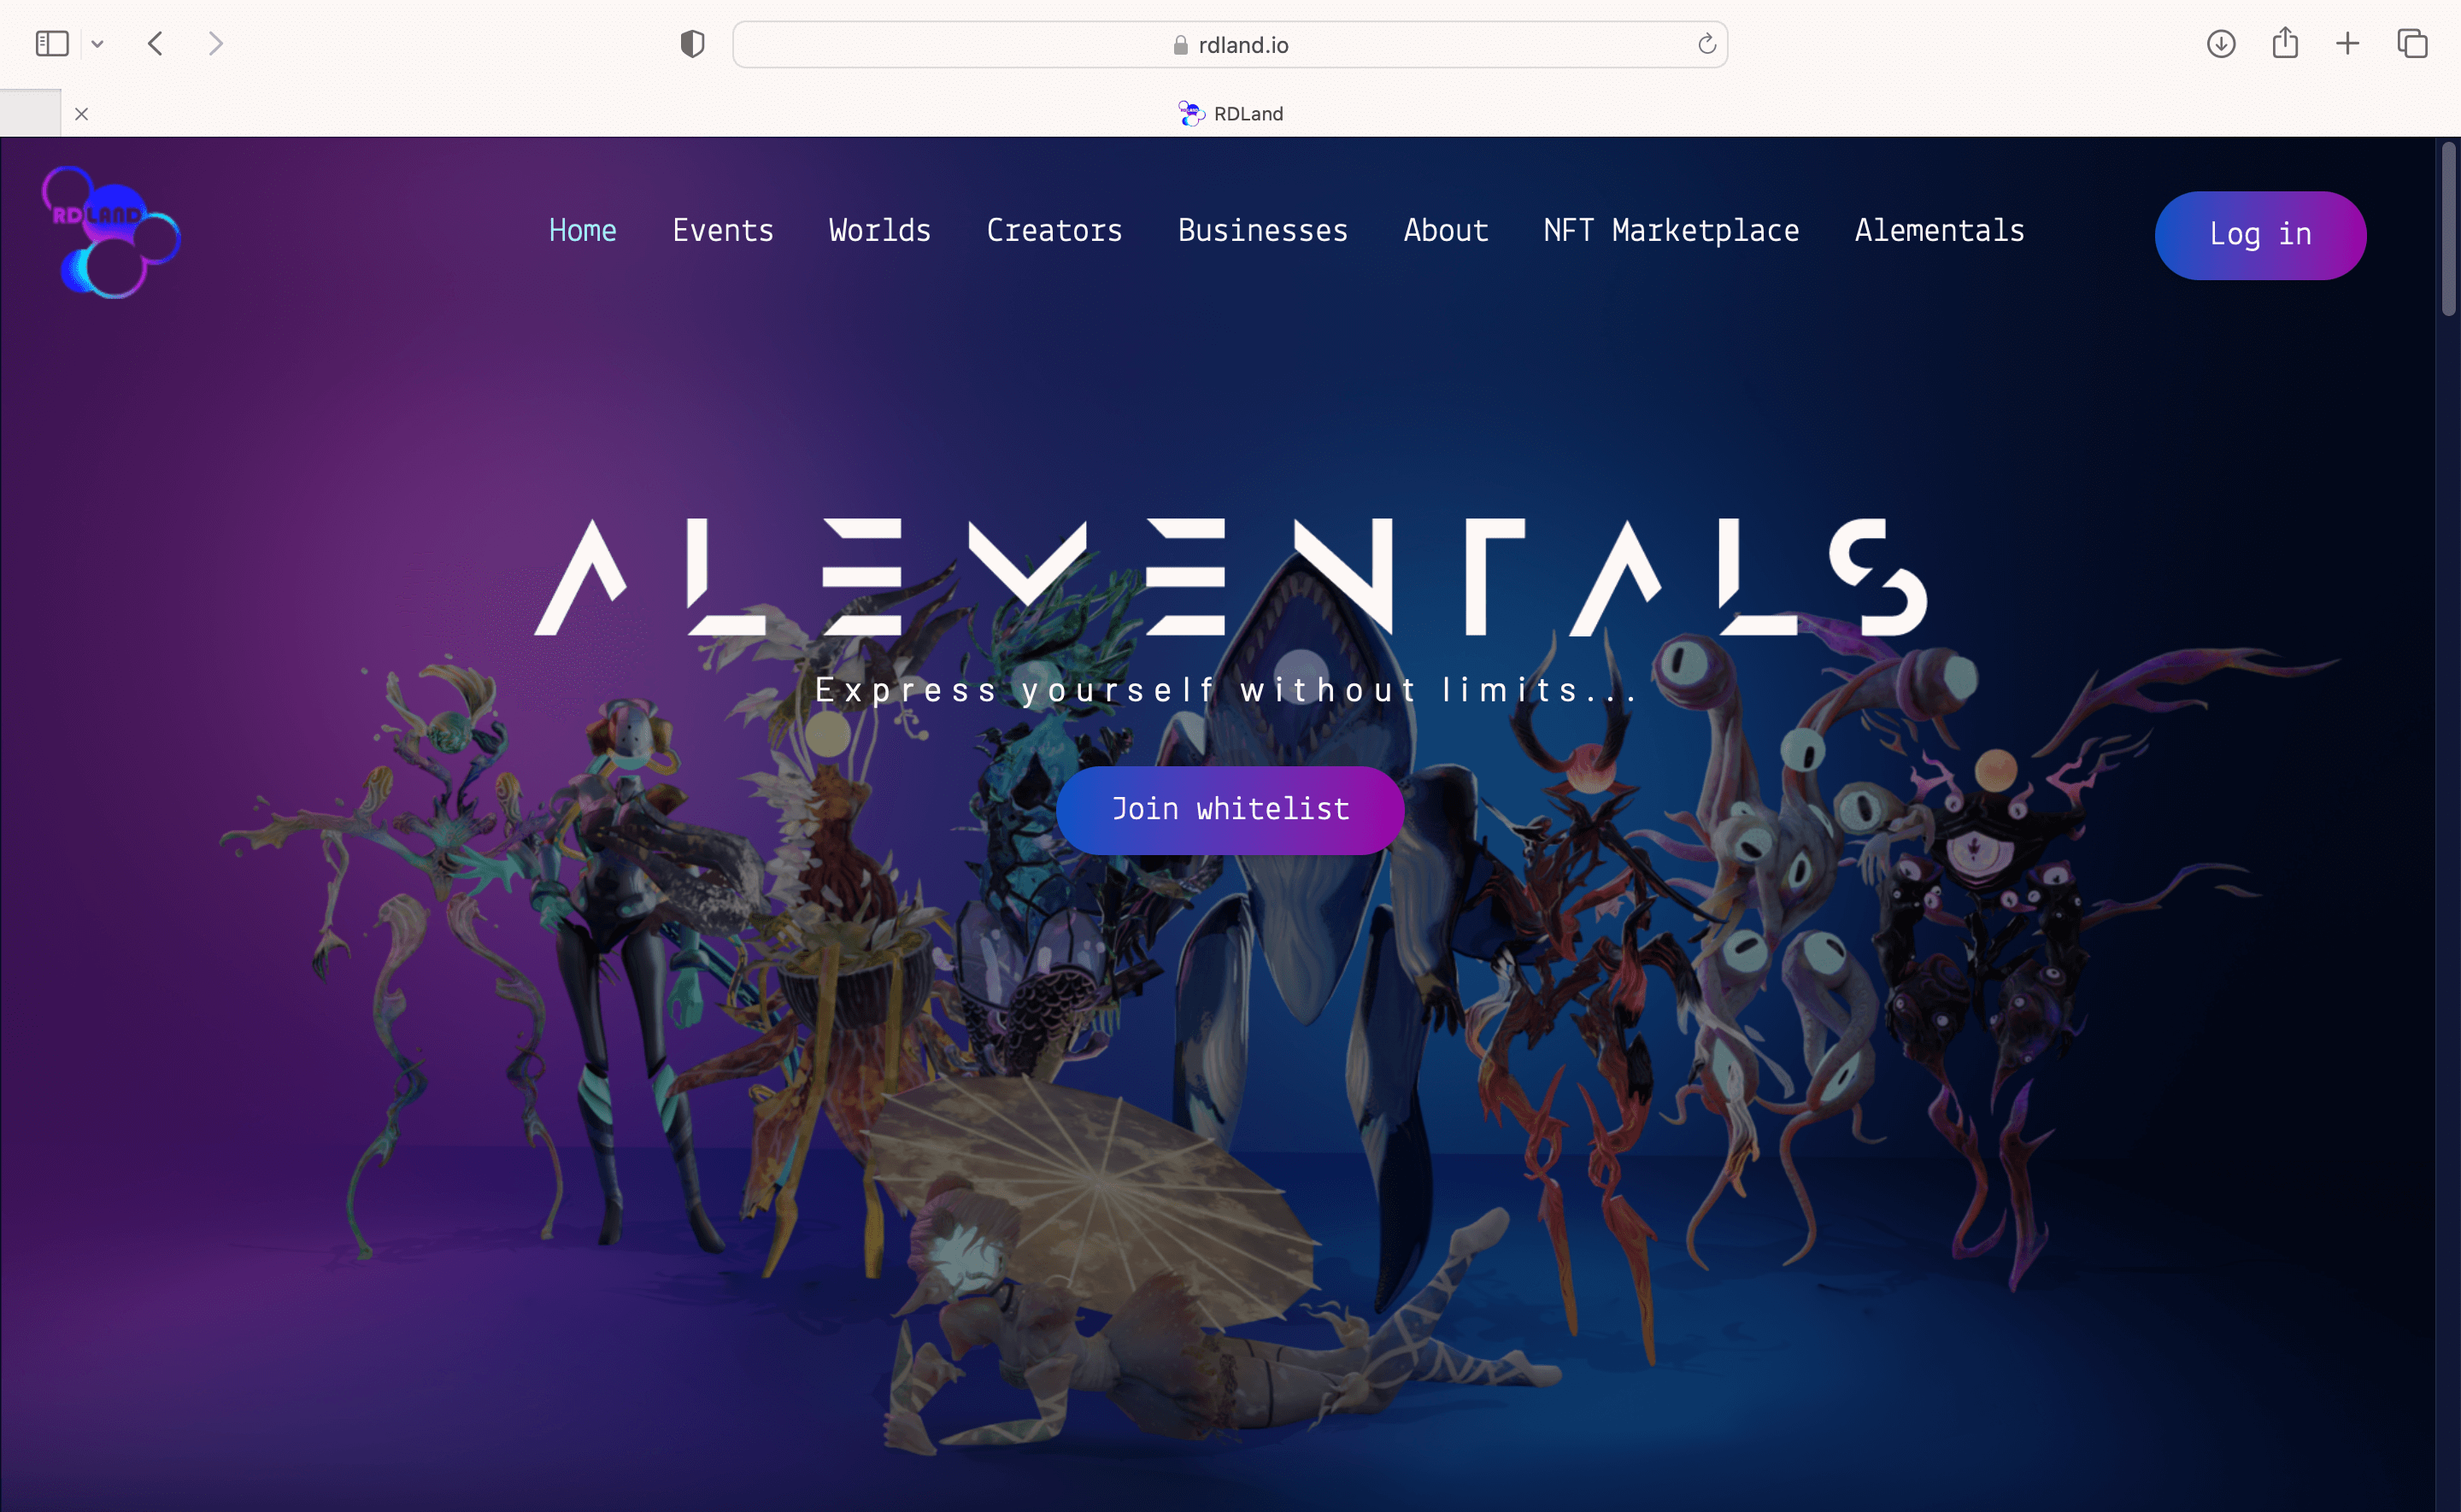 rdland.io
RDLand
RDLAND
Home Events Worlds Creators Businesses About NFT Marketplace Alementals Log in
ALEMENTALS
Express yourself without limits...
Join whitelist